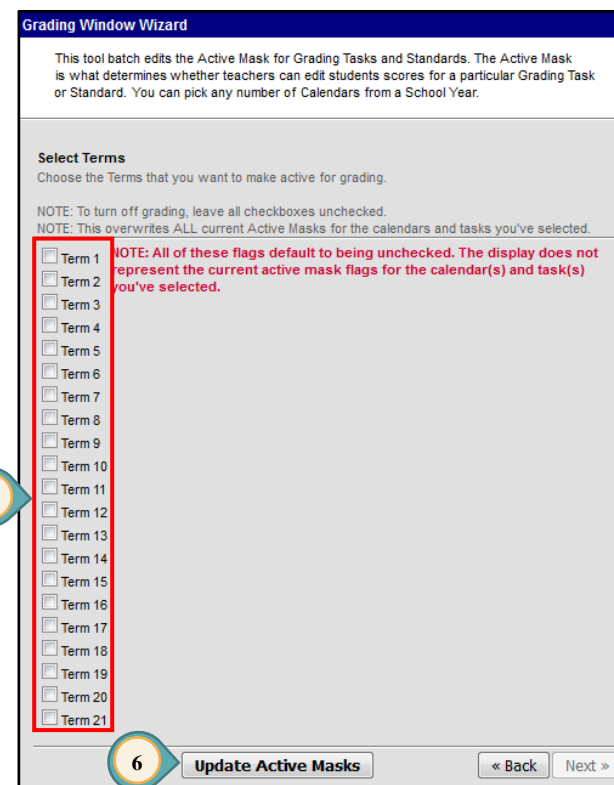 Grading Window Wizard
This tool batch edits the Active Mask for Grading Tasks and Standards. The Active Mask
is what determines whether teachers can edit students scores for a particular Grading Task
or Standard. You can pick any number of Calendars from a School Year.
Select Terms
Choose the Terms that you want to make active for grading.
NOTE: To turn off grading, leave all checkboxes unchecked.
NOTE: This overwrites ALL current Active Masks for the calendars and tasks you've selected.
NOTE: All of these flags default to being unchecked. The display does not
represent the current active mask flags for the calendar(s) and task(s)
you've selected.
Term 1
Term 2
Term 3
Term 4
Term 5
Term 6
Term 7
Term 8
Term 9
Term 10
Term 11
Term 12
Term 13
Term 14
Term 15
Term 16
Term 17
Term 18
Term 19
Term 20
Term 21
6 Update Active Masks « Back Next »